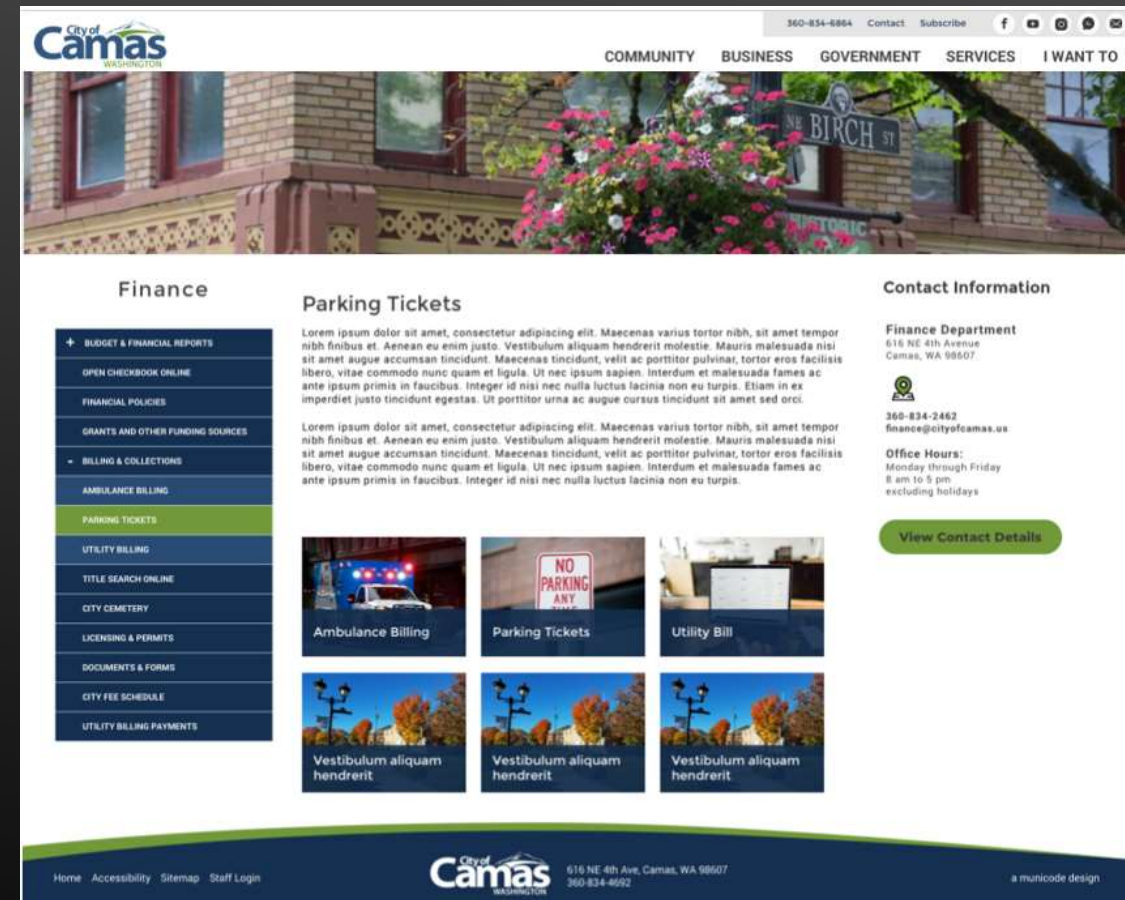 City of
Camas
WASHINGTON
360-834-6864 Contact Subscribe
COMMUNITY BUSINESS GOVERNMENT SERVICES I WANT TO
NE BIRCH ST
Finance
+ BUDGET & FINANCIAL REPORTS
OPEN CHECKBOOK ONLINE
FINANCIAL POLICIES
GRANTS AND OTHER FUNDING SOURCES
- BILLING & COLLECTIONS
AMBULANCE BILLING
PARKING TICKETS
UTILITY BILLING
TITLE SEARCH ONLINE
CITY CEMETERY
LICENSING & PERMITS
DOCUMENTS & FORMS
CITY FEE SCHEDULE
UTILITY BILLING PAYMENTS
Parking Tickets
Lorem ipsum dolor sit amet, consectetur adipiscing elit. Maecenas varius tortor nibh, sit amet tempor
nibh finibus et. Aenean eu enim justo. Vestibulum aliquam hendrerit molestie. Mauris malesuada nisi
sit amet augue accumsan tincidunt. Maecenas tincidunt, velit ac porttitor pulvinar, tortor eros facilisis
libero, vitae commodo nunc quam et ligula. Ut nec ipsum sapien. Interdum et malesuada fames ac
ante ipsum primis in faucibus. Integer id nisi nec nulla luctus lacinia non eu turpis. Etiam in ex
imperdiet justo tincidunt egestas. Ut porttitor urna ac augue cursus tincidunt sit amet sed orci.
Lorem ipsum dolor sit amet, consectetur adipiscing elit. Maecenas varius tortor nibh, sit amet tempor
nibh finibus et. Aenean eu enim justo. Vestibulum aliquam hendrerit molestie. Mauris malesuada nisi
sit amet augue accumsan tincidunt. Maecenas tincidunt, velit ac porttitor pulvinar, tortor eros facilisis
libero, vitae commodo nunc quam et ligula. Ut nec ipsum sapien. Interdum et malesuada fames ac
ante ipsum primis in faucibus. Integer id nisi nec nulla luctus lacinia non eu turpis.
NO
PARKING
ANY
Ambulance Billing
Parking Tickets
Utility Bill
Vestibulum aliquam
hendrerit
Vestibulum aliquam
hendrerit
Vestibulum aliquam
hendrerit
Contact Information
Finance Department
616 NE 4th Avenue
Camas, WA 98607
360-834-2462
finance@cityofcamas.us
Office Hours:
Monday through Friday
8 am to 5 pm
excluding holidays
View Contact Details
Home Accessibility Sitemap Staff Login
City of
Camas
WASHINGTON
616 NE 4th Ave, Camas, WA 98607
360-834-4692
a municode design